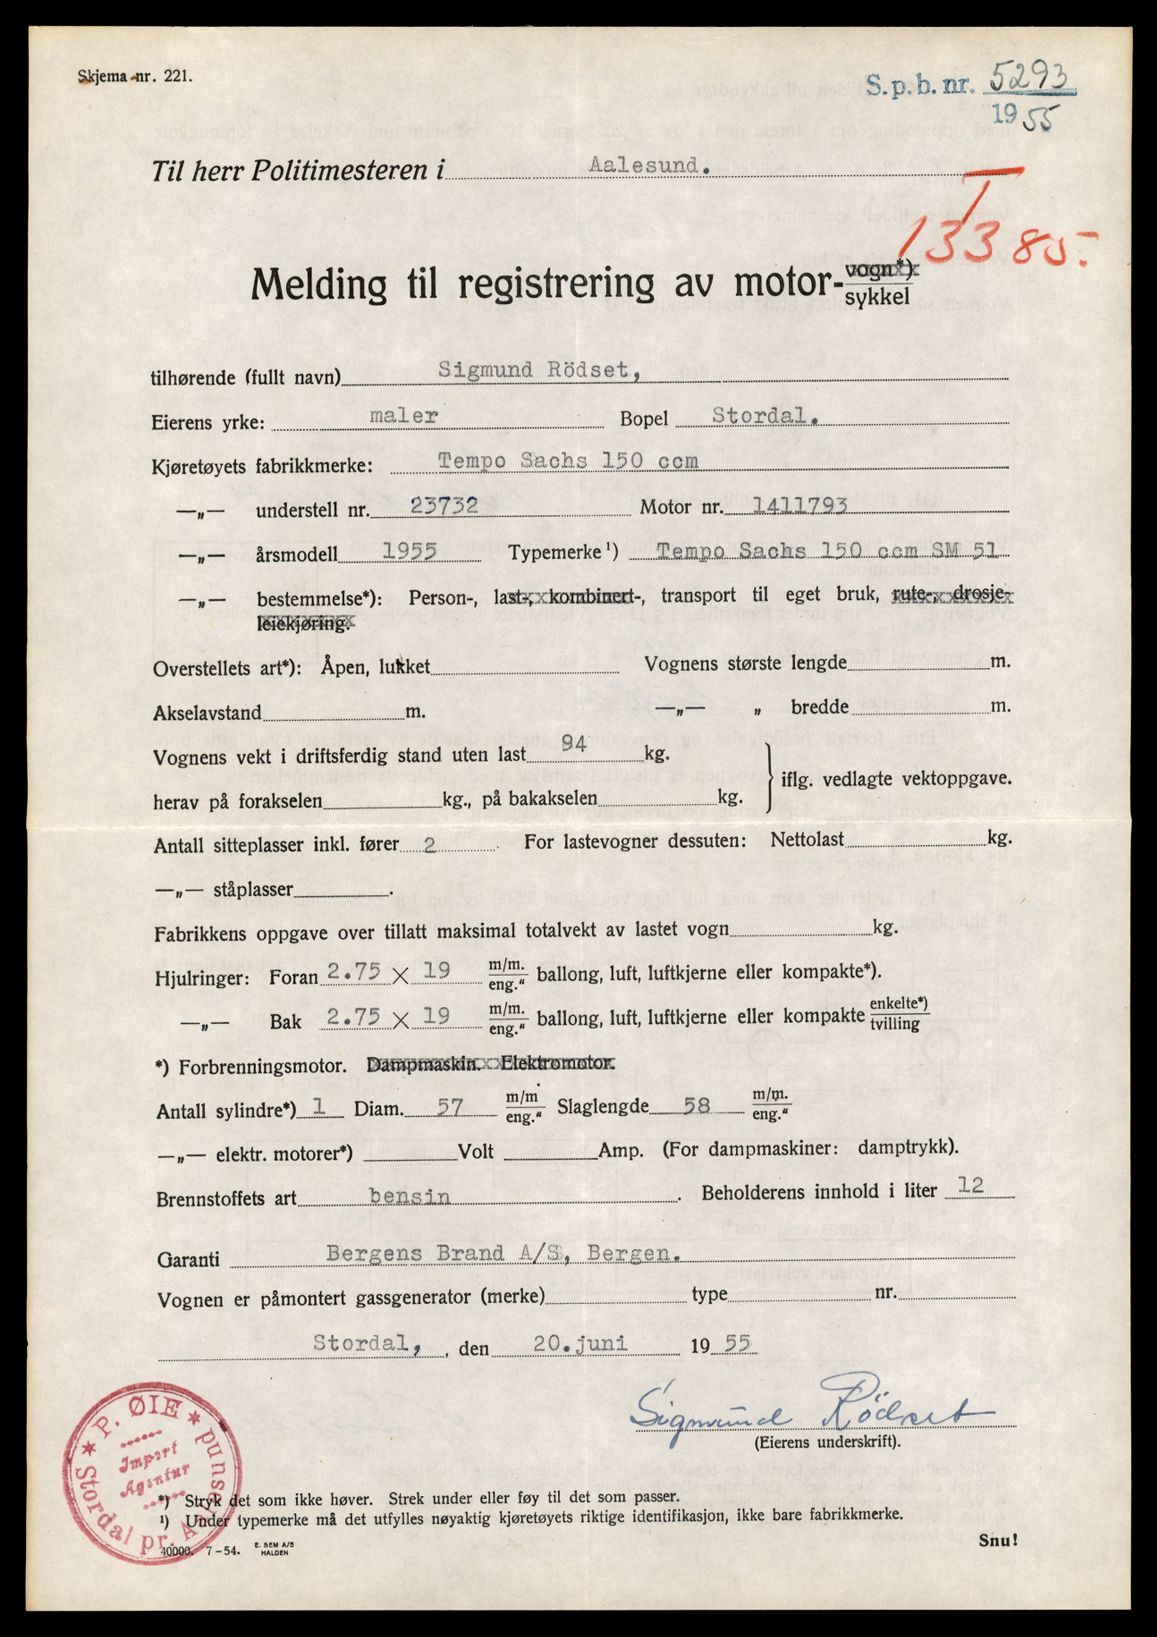 Skjema nr. 221.
S.p.b. nr. 5293
1955
Til herr Politimesteren i Aalesund.
T
13385.-
Melding til registrering av motor-vogn*)
sykkel
tilhørende (fullt navn) Sigmund Rödset,
Eierens yrke: maler Bopel Stordal.
Kjøretøyets fabrikkmerke: Tempo Sachs 150 ccm
—„— understell nr. 23732 Motor nr. 1411793
—„— årsmodell 1955 Typemerke¹) Tempo Sachs 150 ccm SM 51
—„— bestemmelse*): Person-, last-, kombinert-, transport til eget bruk, rute-, drosje-
leiekjøring.
Overstellets art*): Åpen, lukket Vognens største lengde m.
Akselavstand m. —„— „ bredde m.
Vognens vekt i driftsferdig stand uten last 94 kg.
iflg. vedlagte vektoppgave.
herav på forakselen kg., på bakakselen kg.
Antall sitteplasser inkl. fører 2. For lastevogner dessuten: Nettolast kg.
—„— ståplasser .
Fabrikkens oppgave over tillatt maksimal totalvekt av lastet vogn kg.
Hjulringer: Foran 2.75 X 19 m/m. eng.“ ballong, luft, luftkjerne eller kompakte*).
—„— Bak 2.75 X 19 m/m. eng.“ ballong, luft, luftkjerne eller kompakte enkelte*) tvilling
*) Forbrenningsmotor. Dampmaskin. Elektromotor.
Antall sylindre*) 1 Diam. 57 m/m eng.“ Slaglengde 58 m/m. eng.“
—„— elektr. motorer*) Volt Amp. (For dampmaskiner: damptrykk).
Brennstoffets art bensin . Beholderens innhold i liter 12
Garanti Bergens Brand A/S, Bergen.
Vognen er påmontert gassgenerator (merke) type nr.
Stordal, , den 20. juni 1955
Sigmund Rödset
(Eierens underskrift).
* P. ØIE *
Import
Agentur
Stordal pr. Aalesund
*) Stryk det som ikke høver. Strek under eller føy til det som passer.
¹) Under typemerke må det utfylles nøyaktig kjøretøyets riktige identifikasjon, ikke bare fabrikkmerke.
40000. 7-54. E. SEM A/S HALDEN
Snu!